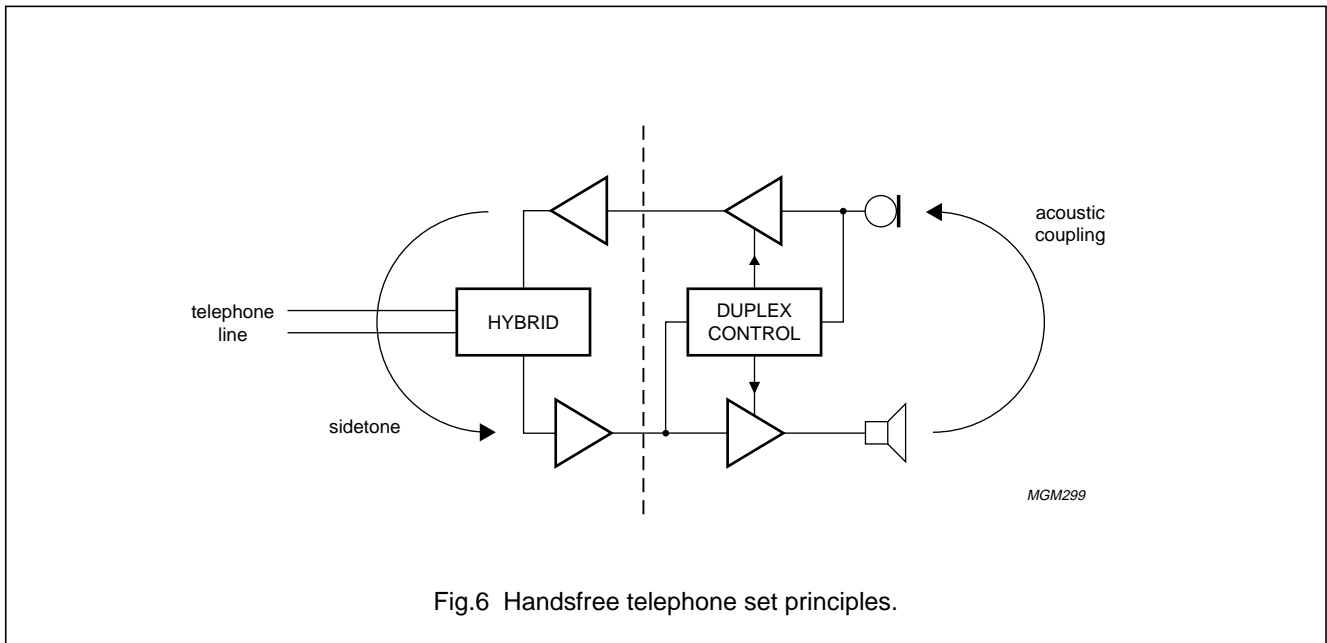 acoustic
coupling
telephone
line
HYBRID
DUPLEX
CONTROL
sidetone
MGM299
Fig.6 Handsfree telephone set principles.